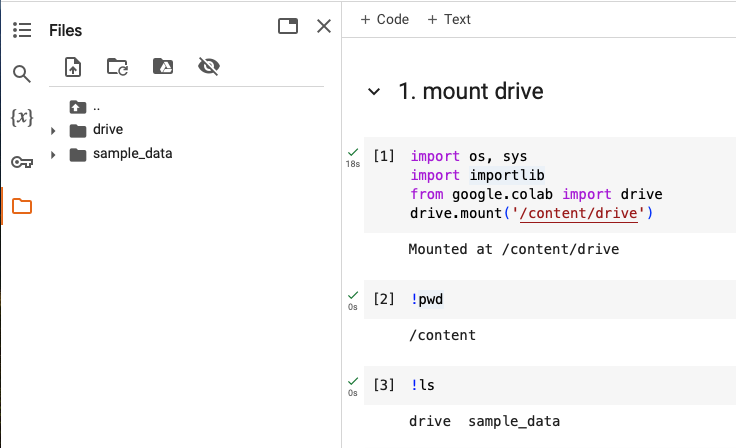 Files
{x}
..
drive
sample_data
+ Code + Text
1. mount drive
18s
[1] import os, sys
import importlib
from google.colab import drive
drive.mount('/content/drive')
Mounted at /content/drive
0s
[2] !pwd
/content
0s
[3] !ls
drive  sample_data